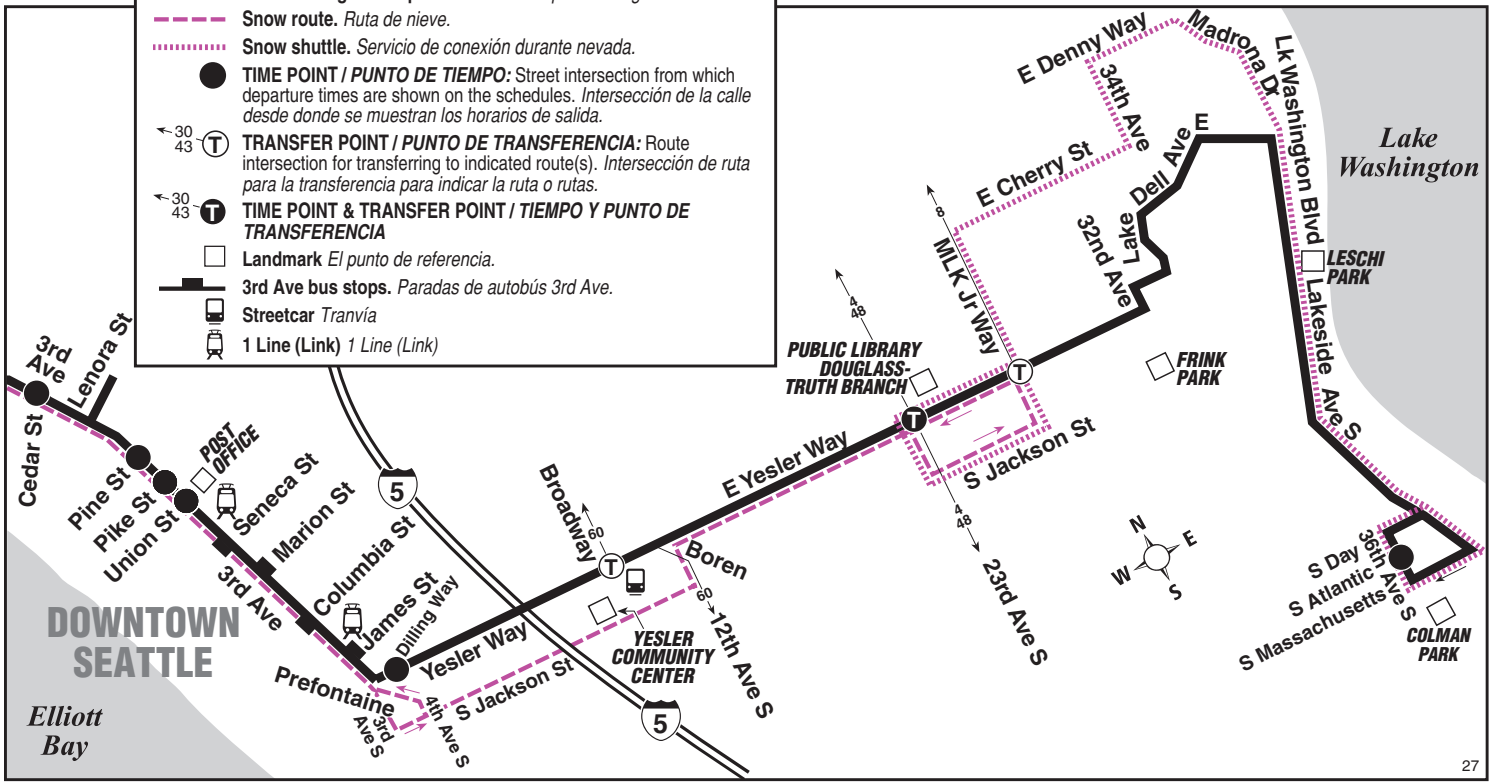 Snow route. Ruta de nieve.
Snow shuttle. Servicio de conexión durante nevada.
TIME POINT / PUNTO DE TIEMPO: Street intersection from which
departure times are shown on the schedules. Intersección de la calle
desde donde se muestran los horarios de salida.
30
43
T
TRANSFER POINT / PUNTO DE TRANSFERENCIA: Route
intersection for transferring to indicated route(s). Intersección de ruta
para la transferencia para indicar la ruta o rutas.
30
43
T
TIME POINT & TRANSFER POINT / TIEMPO Y PUNTO DE
TRANSFERENCIA
Landmark El punto de referencia.
3rd Ave bus stops. Paradas de autobús 3rd Ave.
Streetcar Tranvía
1 Line (Link) 1 Line (Link)
3rd
Ave
Lenora St
Cedar St
Pine St
Pike St
Union St
POST
OFFICE
Seneca St
Marion St
Columbia St
James St
Dilling Way
3rd Ave
Prefontaine
3rd
Ave S
4th Ave S
DOWNTOWN
SEATTLE
Elliott
Bay
5
5
Yesler Way
S Jackson St
Broadway
60
T
YESLER
COMMUNITY
CENTER
Boren
60
12th Ave S
E Yesler Way
PUBLIC LIBRARY
DOUGLASS-
TRUTH BRANCH
4
48
T
4
48
23rd Ave S
S Jackson St
T
8
MLK Jr Way
E Cherry St
34th Ave
E Denny Way
Madrona Dr
Lk Washington Blvd
Lake Dell Ave E
32nd Ave
FRINK
PARK
LESCHI
PARK
Lakeside Ave S
Lake
Washington
N
E
W
S
S Day
S Atlantic
S Massachusetts
36th Ave S
COLMAN
PARK
27